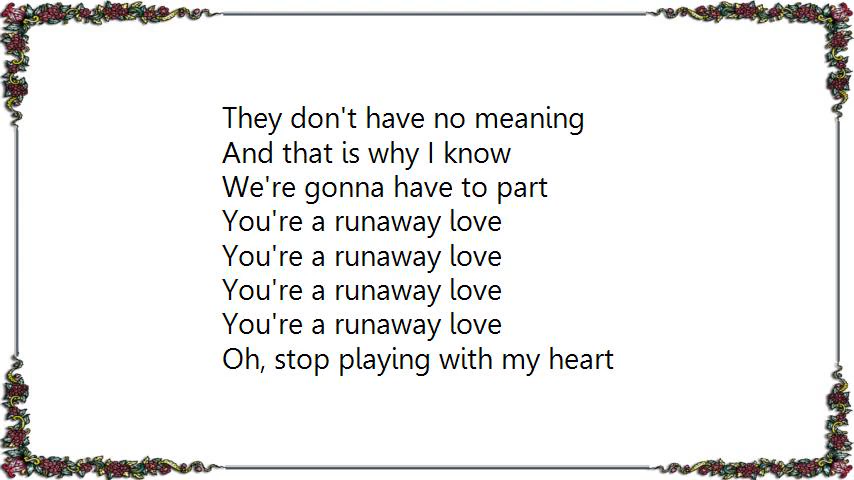 They don't have no meaning
And that is why I know
We're gonna have to part
You're a runaway love
You're a runaway love
You're a runaway love
You're a runaway love
Oh, stop playing with my heart